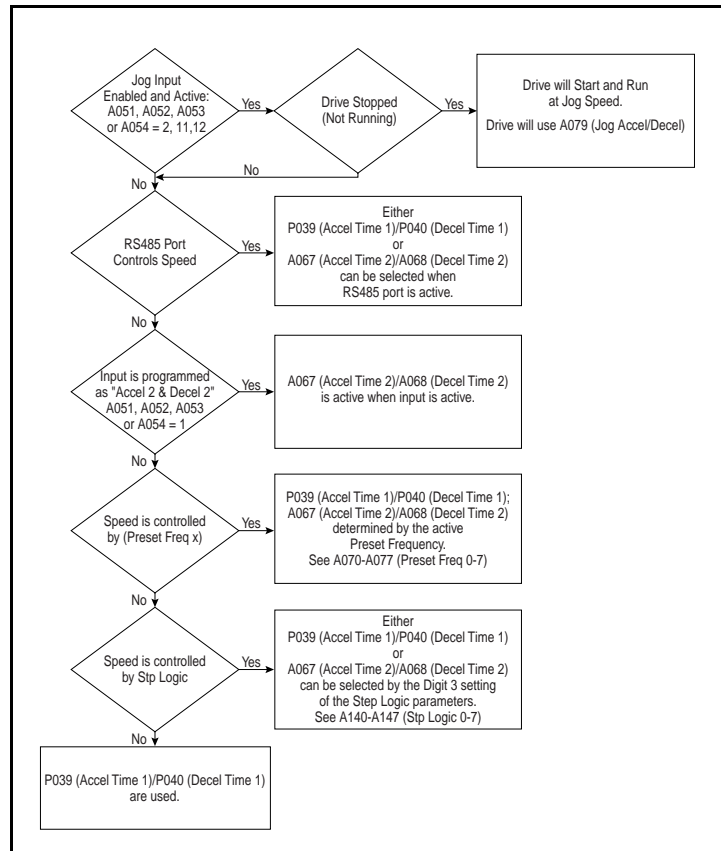 Jog Input
Enabled and Active:
A051, A052, A053
or A054 = 2, 11,12
Yes
Drive Stopped
(Not Running)
Yes
Drive will Start and Run
at Jog Speed.
Drive will use A079 (Jog Accel/Decel)
No
No
RS485 Port
Controls Speed
Yes
Either
P039 (Accel Time 1)/P040 (Decel Time 1)
or
A067 (Accel Time 2)/A068 (Decel Time 2)
can be selected when
RS485 port is active.
No
Input is programmed
as "Accel 2 & Decel 2"
A051, A052, A053
or A054 = 1
Yes
A067 (Accel Time 2)/A068 (Decel Time 2)
is active when input is active.
No
Speed is controlled
by (Preset Freq x)
Yes
P039 (Accel Time 1)/P040 (Decel Time 1);
A067 (Accel Time 2)/A068 (Decel Time 2)
determined by the active
Preset Frequency.
See A070-A077 (Preset Freq 0-7)
No
Speed is controlled
by Stp Logic
Yes
Either
P039 (Accel Time 1)/P040 (Decel Time 1)
or
A067 (Accel Time 2)/A068 (Decel Time 2)
can be selected by the Digit 3 setting
of the Step Logic parameters.
See A140-A147 (Stp Logic 0-7)
No
P039 (Accel Time 1)/P040 (Decel Time 1)
are used.